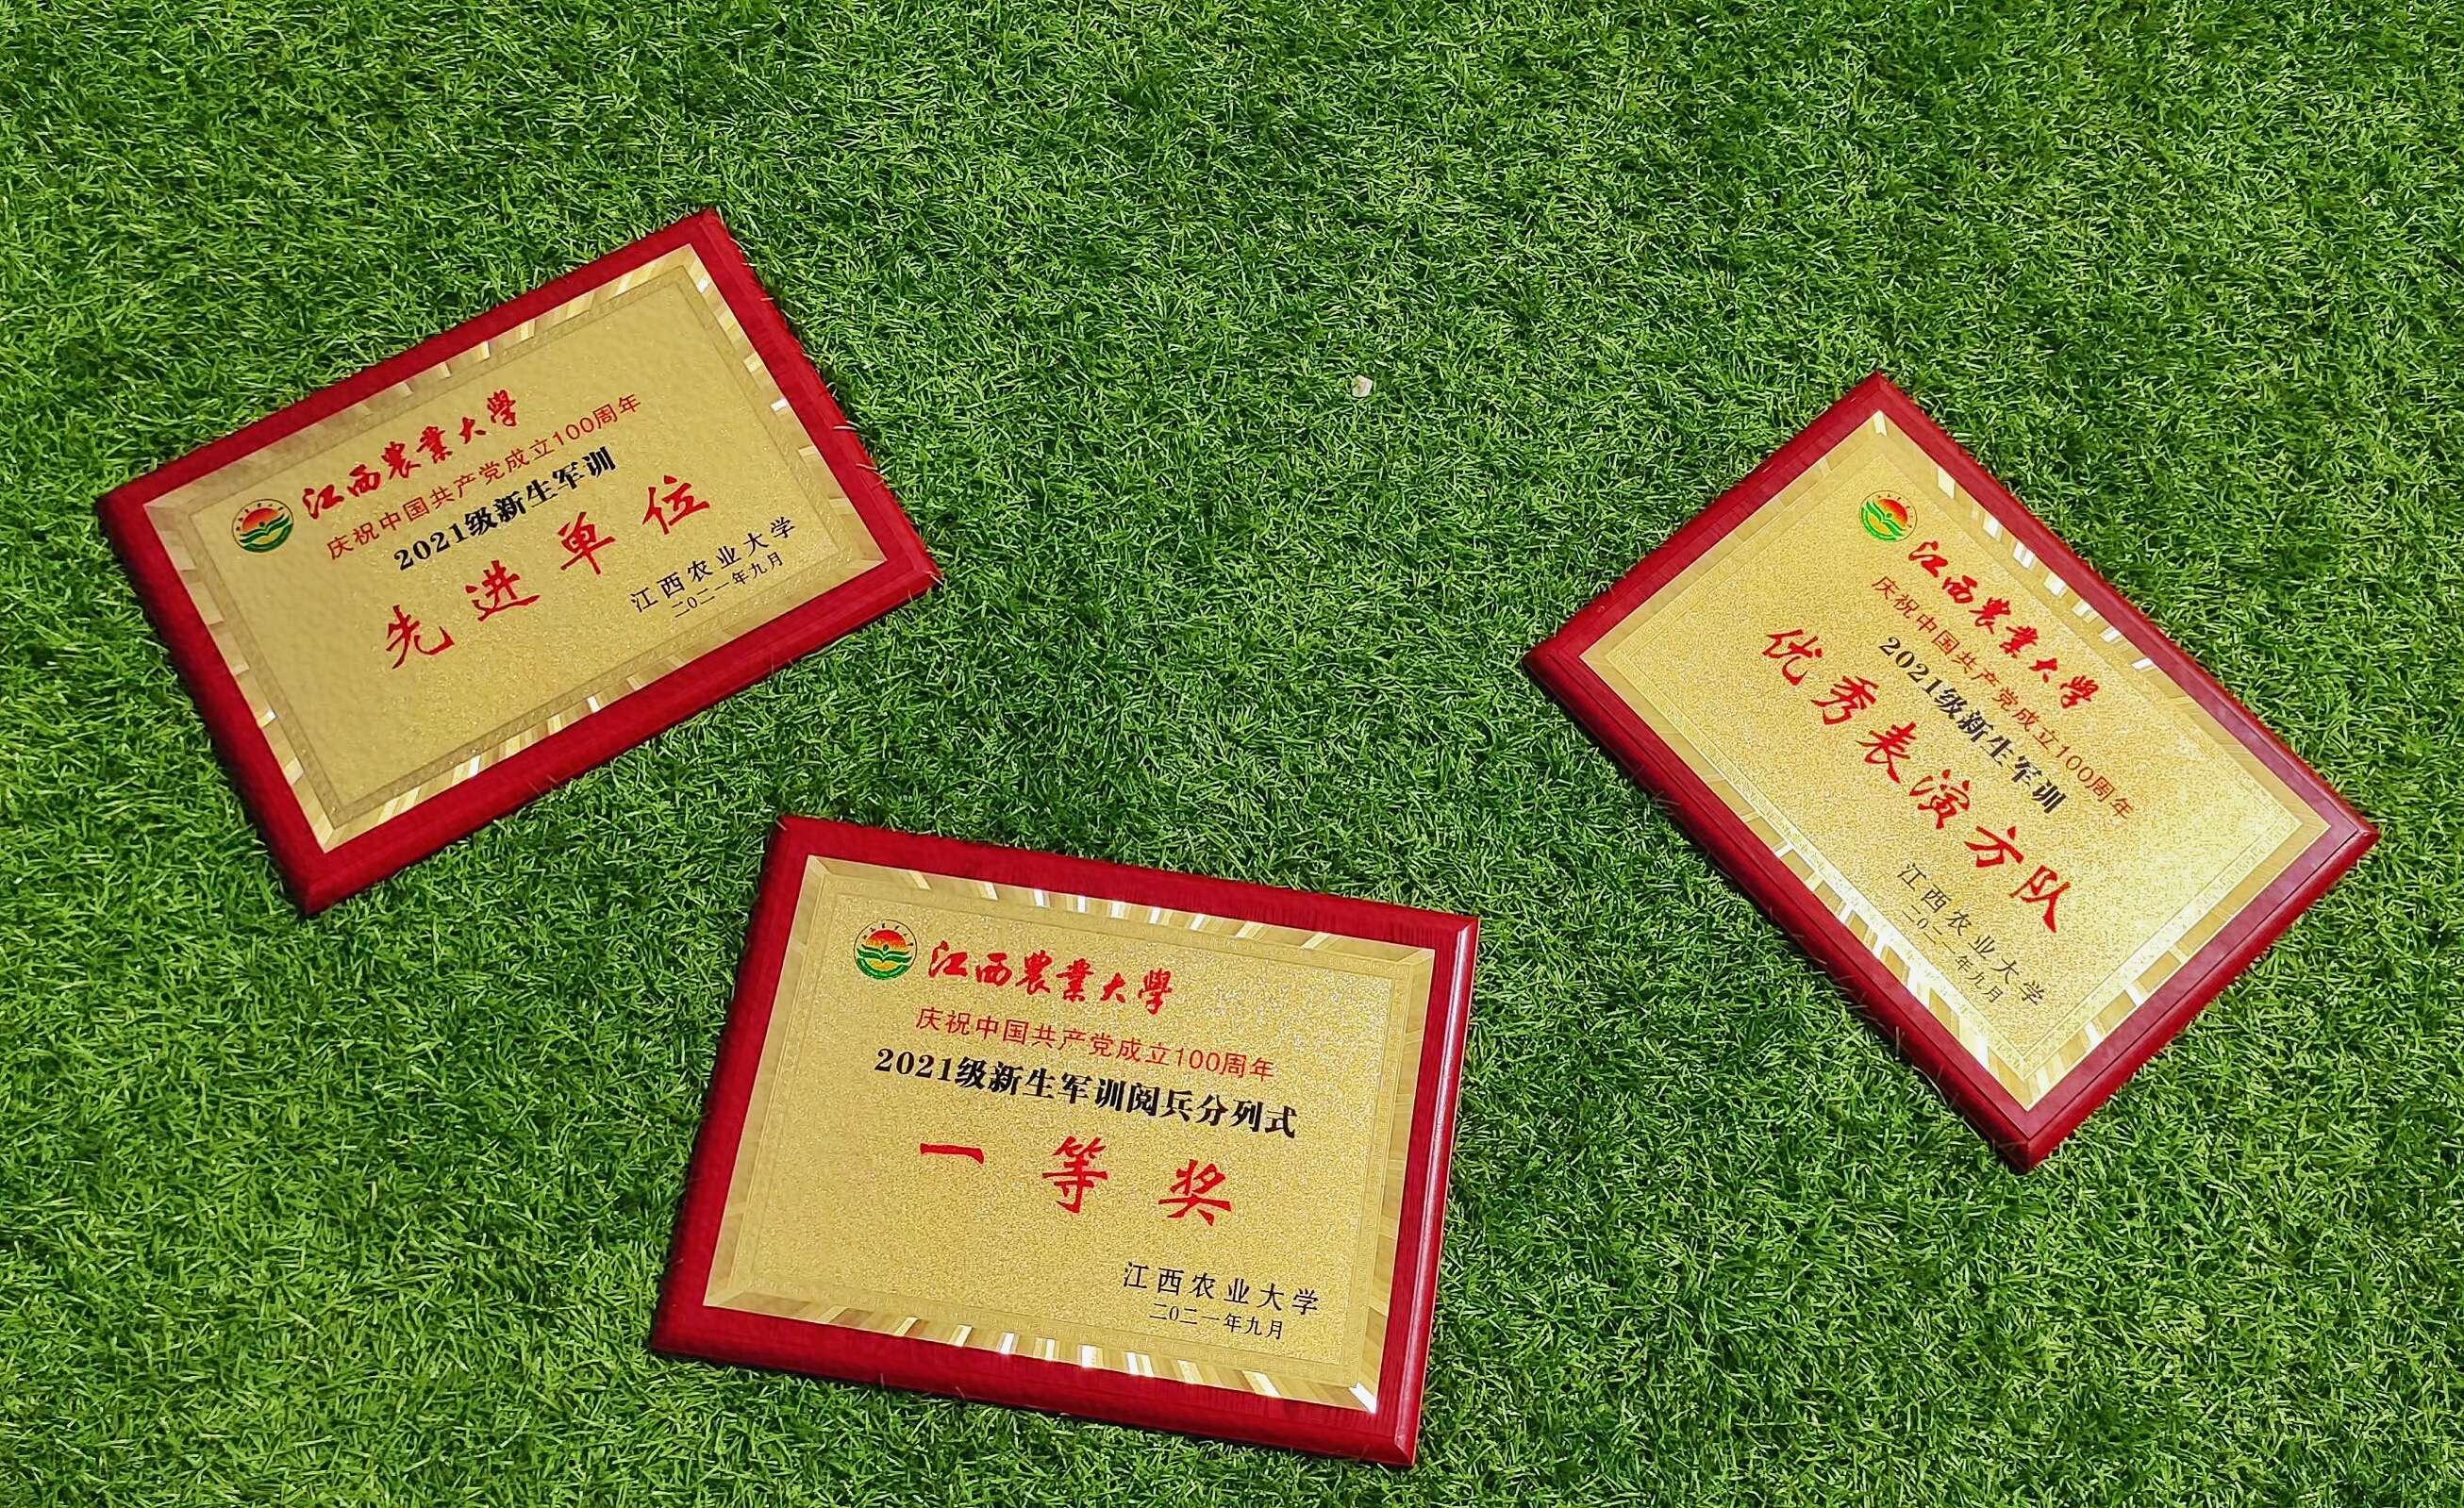 江西農業大學
庆祝中国共产党成立100周年
2021级新生军训
先进单位
江西农业大学
二〇二一年九月
江西農業大學
庆祝中国共产党成立100周年
2021级新生军训阅兵分列式
一等奖
江西农业大学
二〇二一年九月
江西農業大學
庆祝中国共产党成立100周年
2021级新生军训
优秀表演方队
江西农业大学
二〇二一年九月